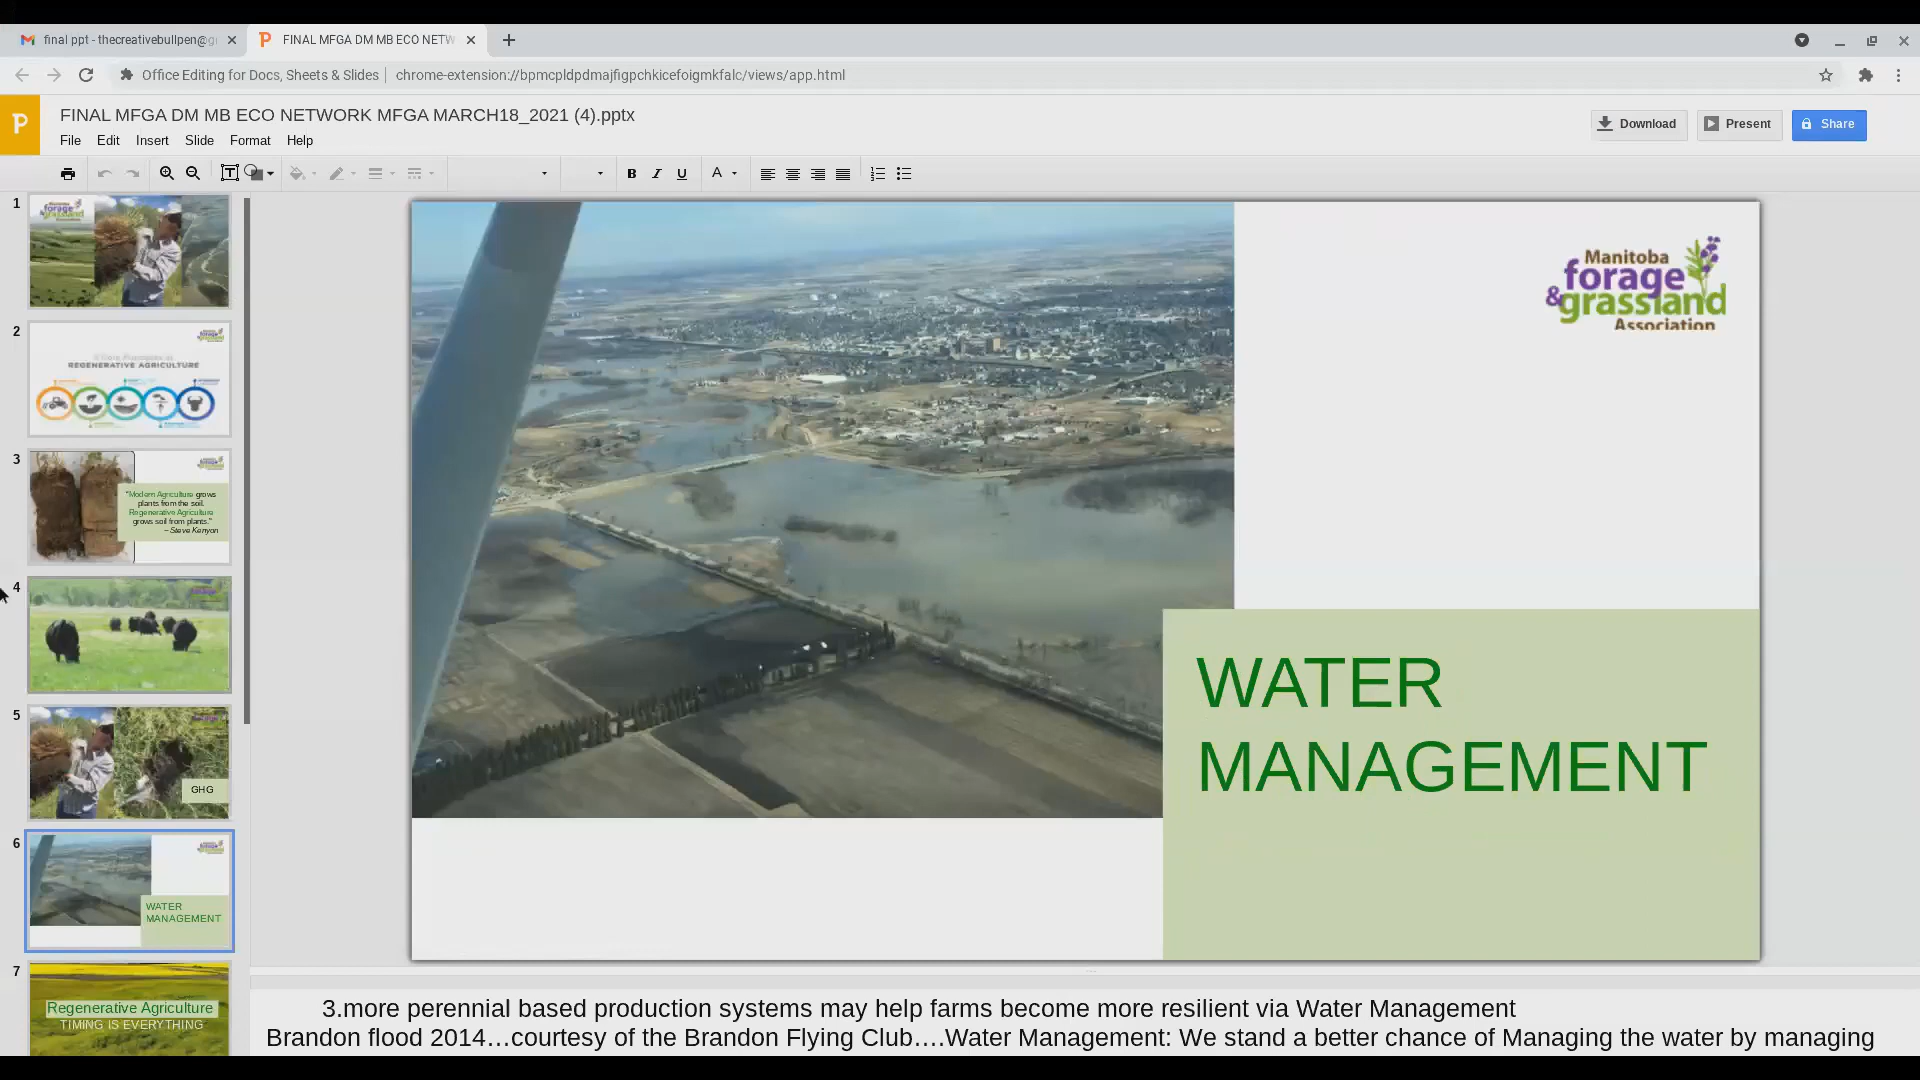 final ppt - thecreativebullpen@g
FINAL MFGA DM MB ECO NETW
Office Editing for Docs, Sheets & Slides
chrome-extension://bpmcpldpdmajfigpchkicefoigmkfalc/views/app.html
FINAL MFGA DM MB ECO NETWORK MFGA MARCH18_2021 (4).pptx
File Edit Insert Slide Format Help
Download
Present
Share
1
Manitoba
forage
&grassland
Association
2
REGENERATIVE AGRICULTURE
3
"Modern Agriculture grows
plants from the soil.
Regenerative Agriculture
grows soil from plants."
– Steve Kenyon
4
5
GHG
6
WATER
MANAGEMENT
7
Regenerative Agriculture
TIMING IS EVERYTHING
Manitoba
forage
&grassland
Association
WATER
MANAGEMENT
3.more perennial based production systems may help farms become more resilient via Water Management
Brandon flood 2014…courtesy of the Brandon Flying Club….Water Management: We stand a better chance of Managing the water by managing